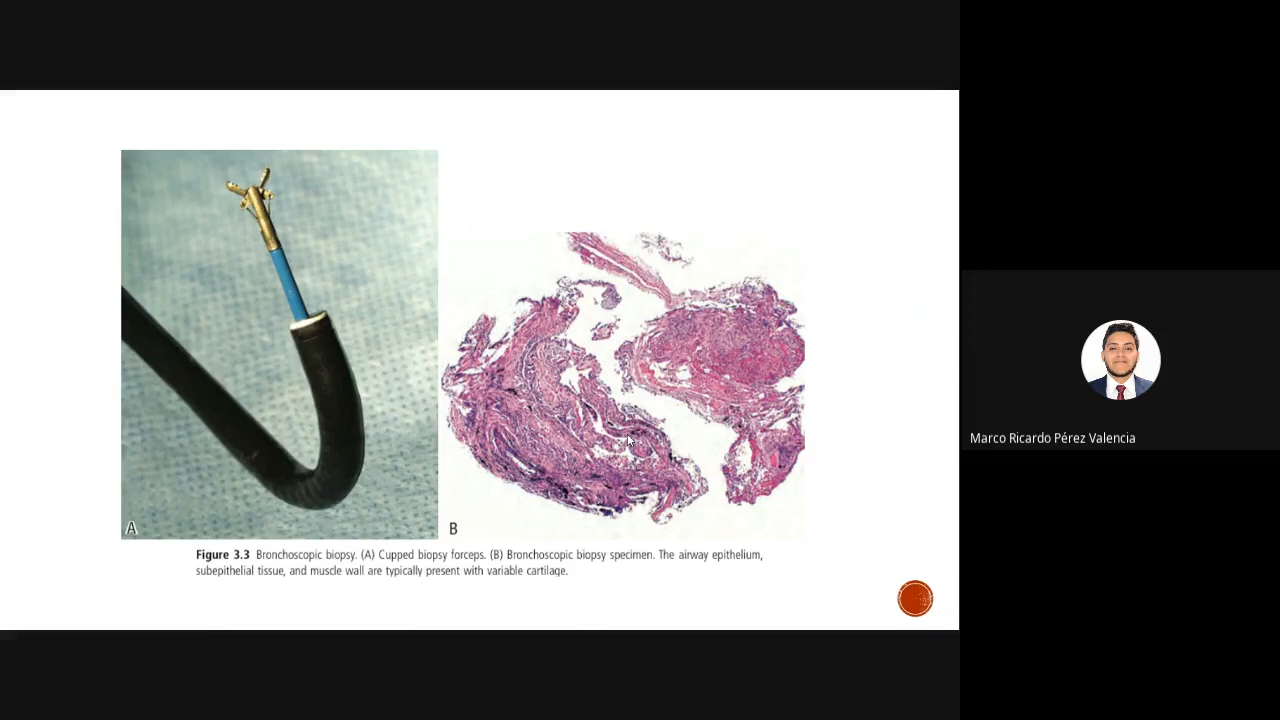 A
B
Figure 3.3 Bronchoscopic biopsy. (A) Cupped biopsy forceps. (B) Bronchoscopic biopsy specimen. The airway epithelium,
subepithelial tissue, and muscle wall are typically present with variable cartilage.
Marco Ricardo Pérez Valencia